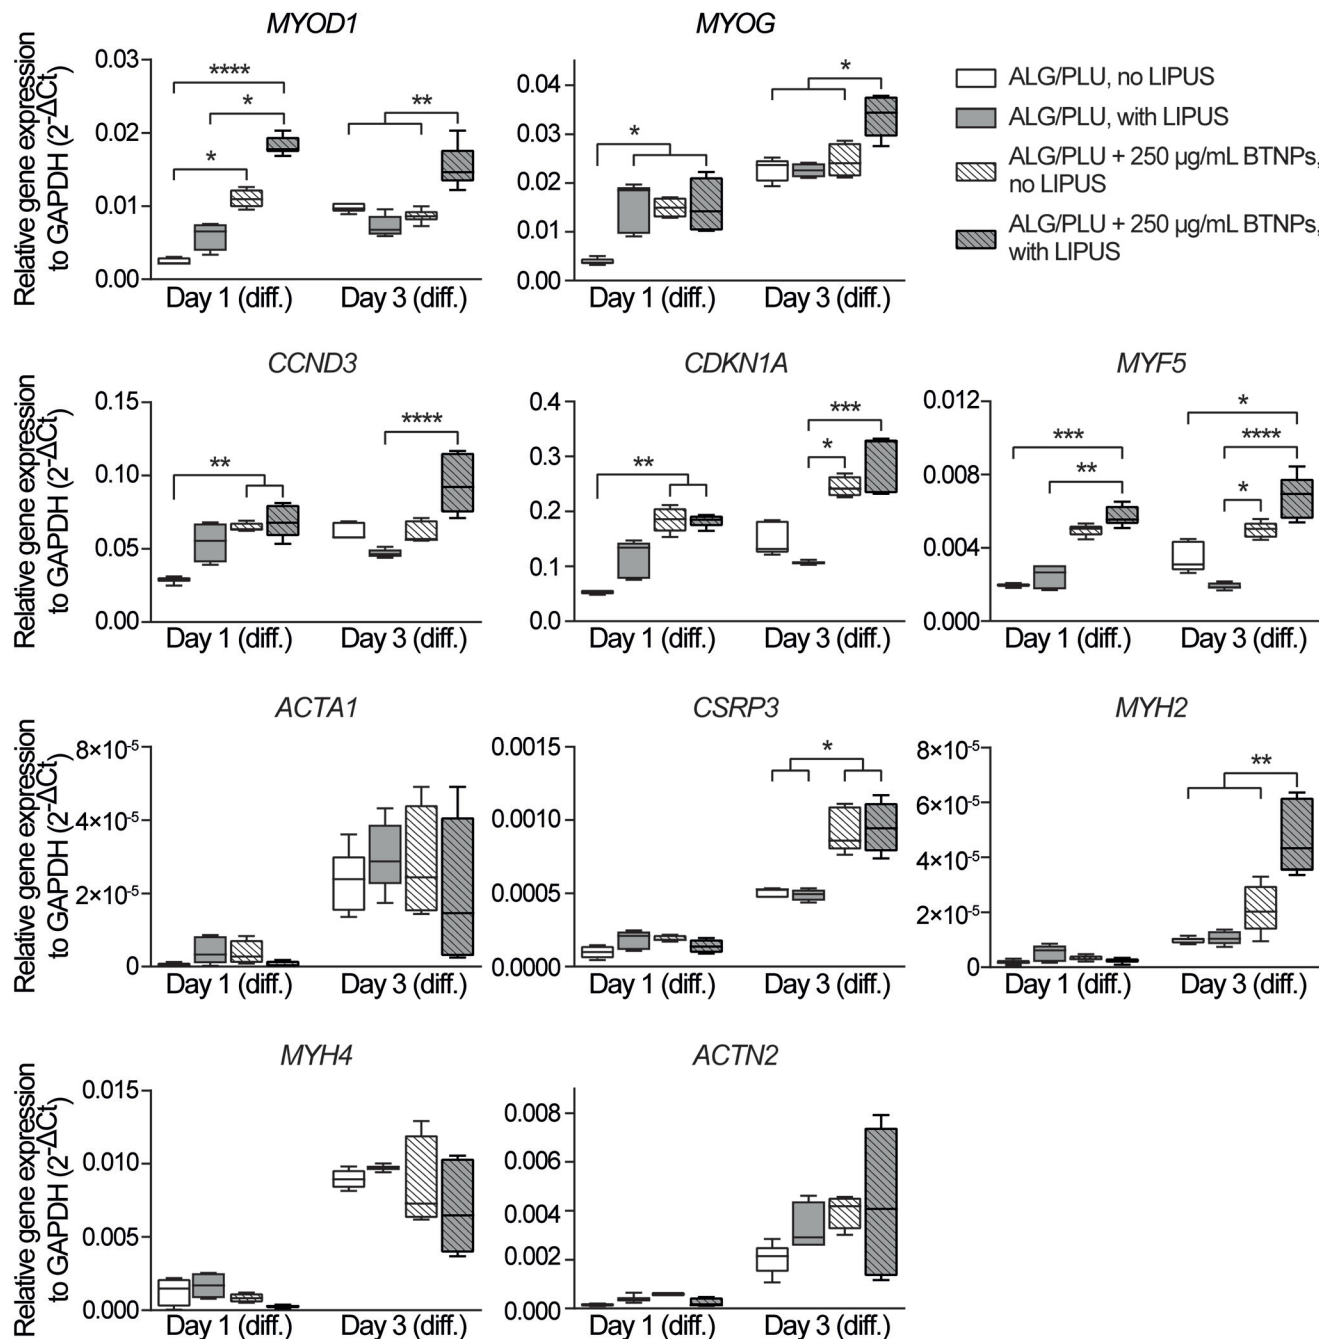 MYOD1
Relative gene expression
to GAPDH (2^-ΔCt)
0.03
0.02
0.01
0.00
****
*
*
**
Day 1 (diff.) Day 3 (diff.)
MYOG
0.04
0.03
0.02
0.01
0.00
*
*
Day 1 (diff.) Day 3 (diff.)
ALG/PLU, no LIPUS
ALG/PLU, with LIPUS
ALG/PLU + 250 µg/mL BTNPs,
no LIPUS
ALG/PLU + 250 µg/mL BTNPs,
with LIPUS
CCND3
Relative gene expression
to GAPDH (2^-ΔCt)
0.15
0.10
0.05
0.00
**
****
Day 1 (diff.) Day 3 (diff.)
CDKN1A
0.4
0.3
0.2
0.1
0.0
**
***
*
Day 1 (diff.) Day 3 (diff.)
MYF5
0.012
0.008
0.004
0.000
***
**
*
****
*
Day 1 (diff.) Day 3 (diff.)
ACTA1
Relative gene expression
to GAPDH (2^-ΔCt)
8×10⁻⁵
4×10⁻⁵
2×10⁻⁵
0
Day 1 (diff.) Day 3 (diff.)
CSRP3
0.0015
0.0010
0.0005
0.0000
*
Day 1 (diff.) Day 3 (diff.)
MYH2
8×10⁻⁵
6×10⁻⁵
4×10⁻⁵
2×10⁻⁵
0
**
Day 1 (diff.) Day 3 (diff.)
MYH4
Relative gene expression
to GAPDH (2^-ΔCt)
0.015
0.010
0.005
0.000
Day 1 (diff.) Day 3 (diff.)
ACTN2
0.008
0.006
0.004
0.002
0.000
Day 1 (diff.) Day 3 (diff.)